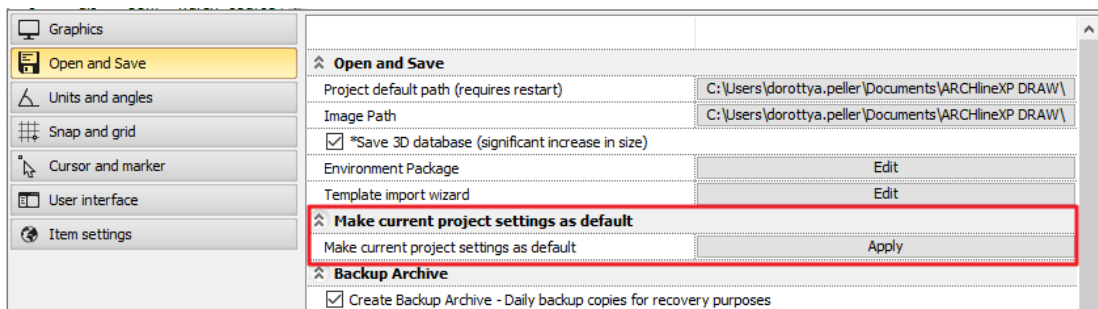 Graphics
Open and Save
Units and angles
Snap and grid
Cursor and marker
User interface
Item settings
Open and Save
Project default path (requires restart) C:\Users\dorottya.peller\Documents\ARCHlineXP DRAW\
Image Path C:\Users\dorottya.peller\Documents\ARCHlineXP DRAW\
*Save 3D database (significant increase in size)
Environment Package Edit
Template import wizard Edit
Make current project settings as default
Make current project settings as default Apply
Backup Archive
Create Backup Archive - Daily backup copies for recovery purposes